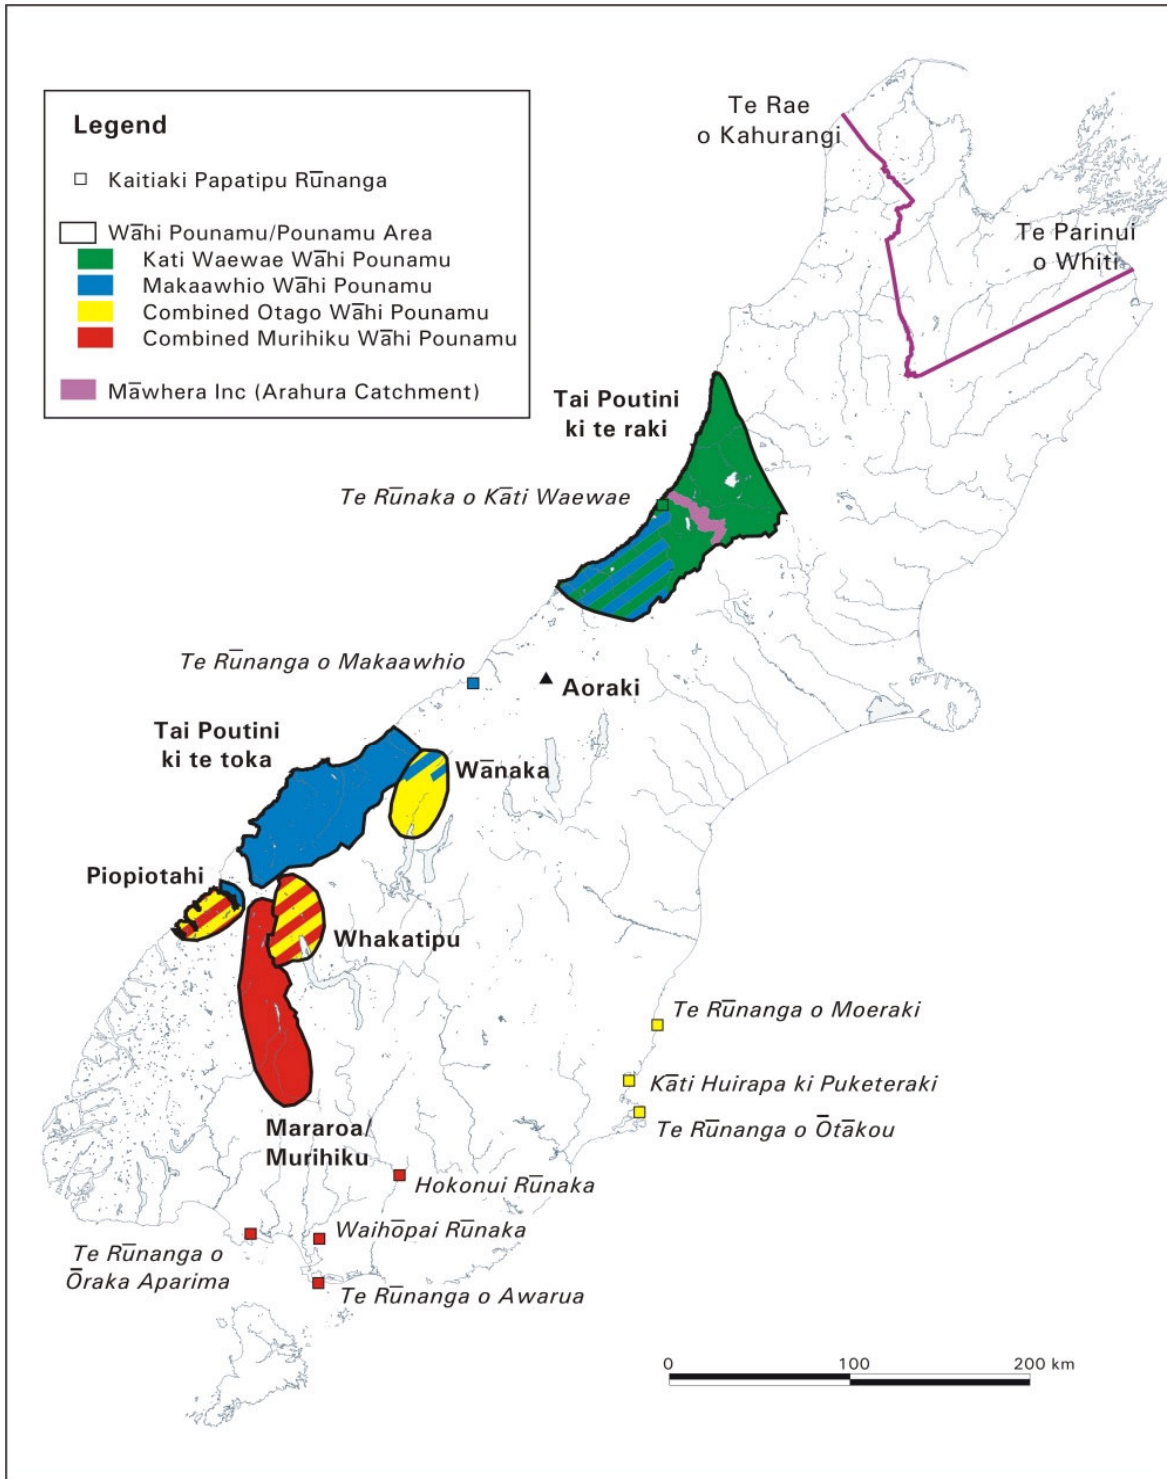 Legend
Kaitiaki Papatipu Rūnanga
Wāhi Pounamu/Pounamu Area
Kati Waewae Wāhi Pounamu
Makaawhio Wāhi Pounamu
Combined Otago Wāhi Pounamu
Combined Murihiku Wāhi Pounamu
Māwhera Inc (Arahura Catchment)
Te Rae
o Kahurangi
Te Parinui
o Whiti
Tai Poutini
ki te raki
Te Rūnaka o Kāti Waewae
Te Rūnanga o Makaawhio
Aoraki
Tai Poutini
ki te toka
Wānaka
Piopiotahi
Whakatipu
Te Rūnanga o Moeraki
Kāti Huirapa ki Puketeraki
Te Rūnanga o Ōtākou
Mararoa/
Murihiku
Hokonui Rūnaka
Waihōpai Rūnaka
Te Rūnanga o
Ōraka Aparima
Te Rūnanga o Awarua
0 100 200 km